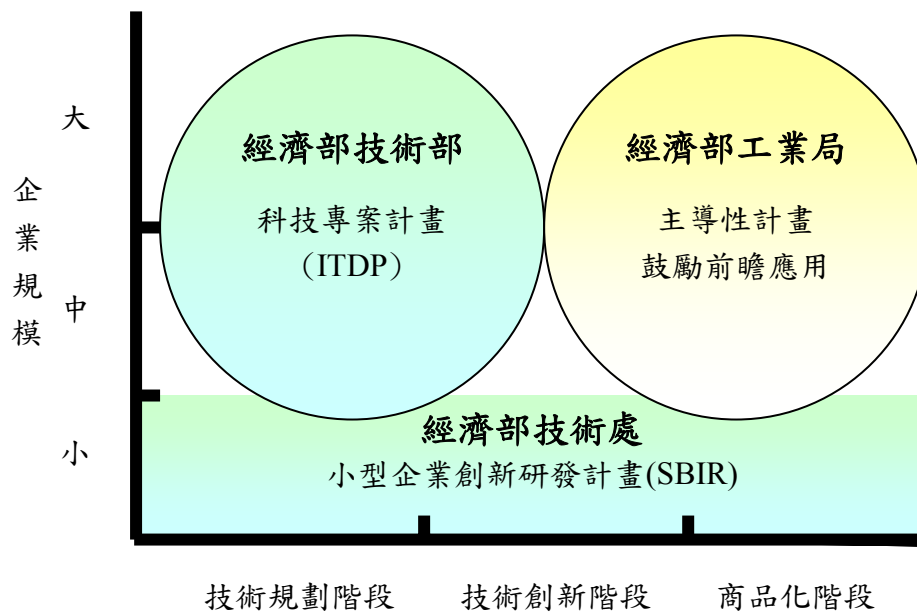 大
企
業
規
模
中
小
經濟部技術部
科技專案計畫
（ITDP）
經濟部工業局
主導性計畫
鼓勵前瞻應用
經濟部技術處
小型企業創新研發計畫(SBIR)
技術規劃階段
技術創新階段
商品化階段